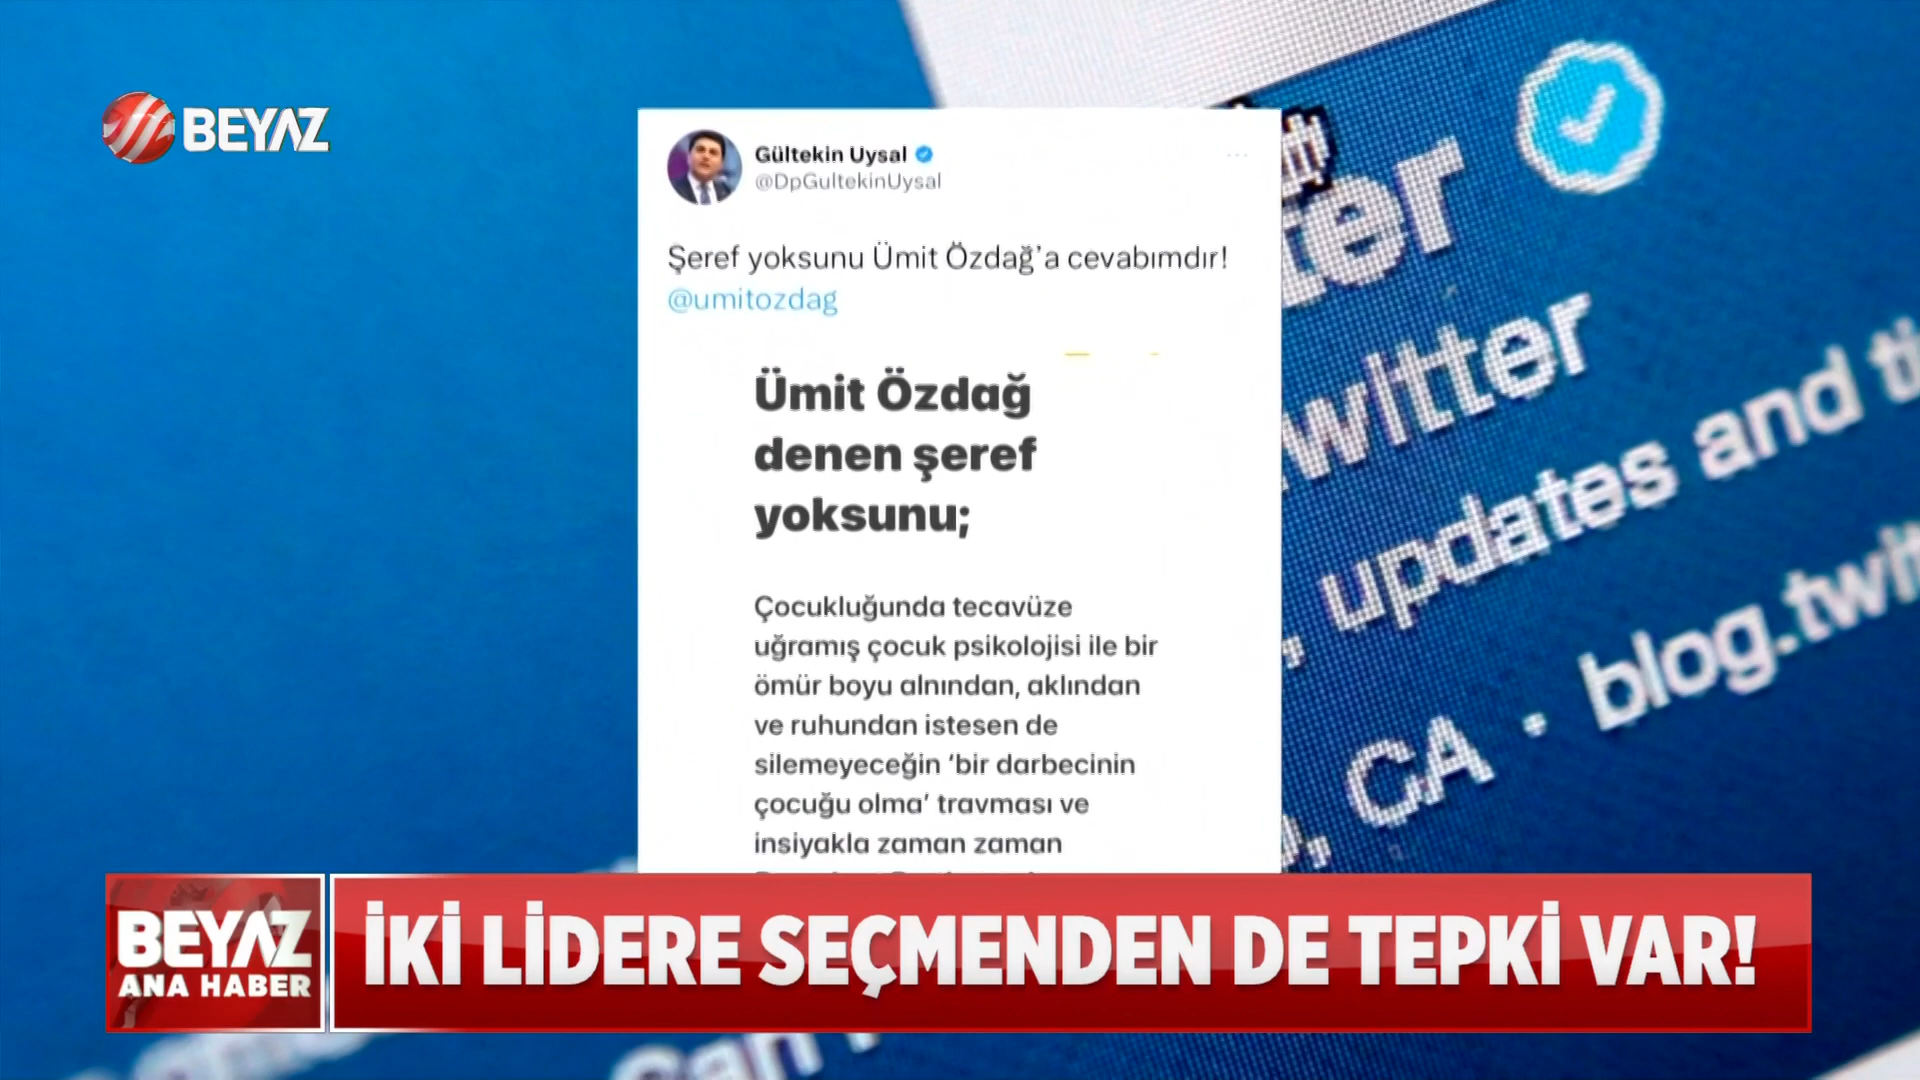 BEYAZ
Gültekin Uysal
@DpGultekinUysal
Şeref yoksunu Ümit Özdağ'a cevabımdır!
@umitozdag
Ümit Özdağ
denen şeref
yoksunu;
Çocukluğunda tecavüze
uğramış çocuk psikolojisi ile bir
ömür boyu alnından, aklından
ve ruhundan istesen de
silemeyeceğin ‘bir darbecinin
çocuğu olma’ travması ve
insiyakla zaman zaman
witter
updates and
CA · blog.twit
BEYAZ
ANA HABER
İKİ LİDERE SEÇMENDEN DE TEPKİ VAR!